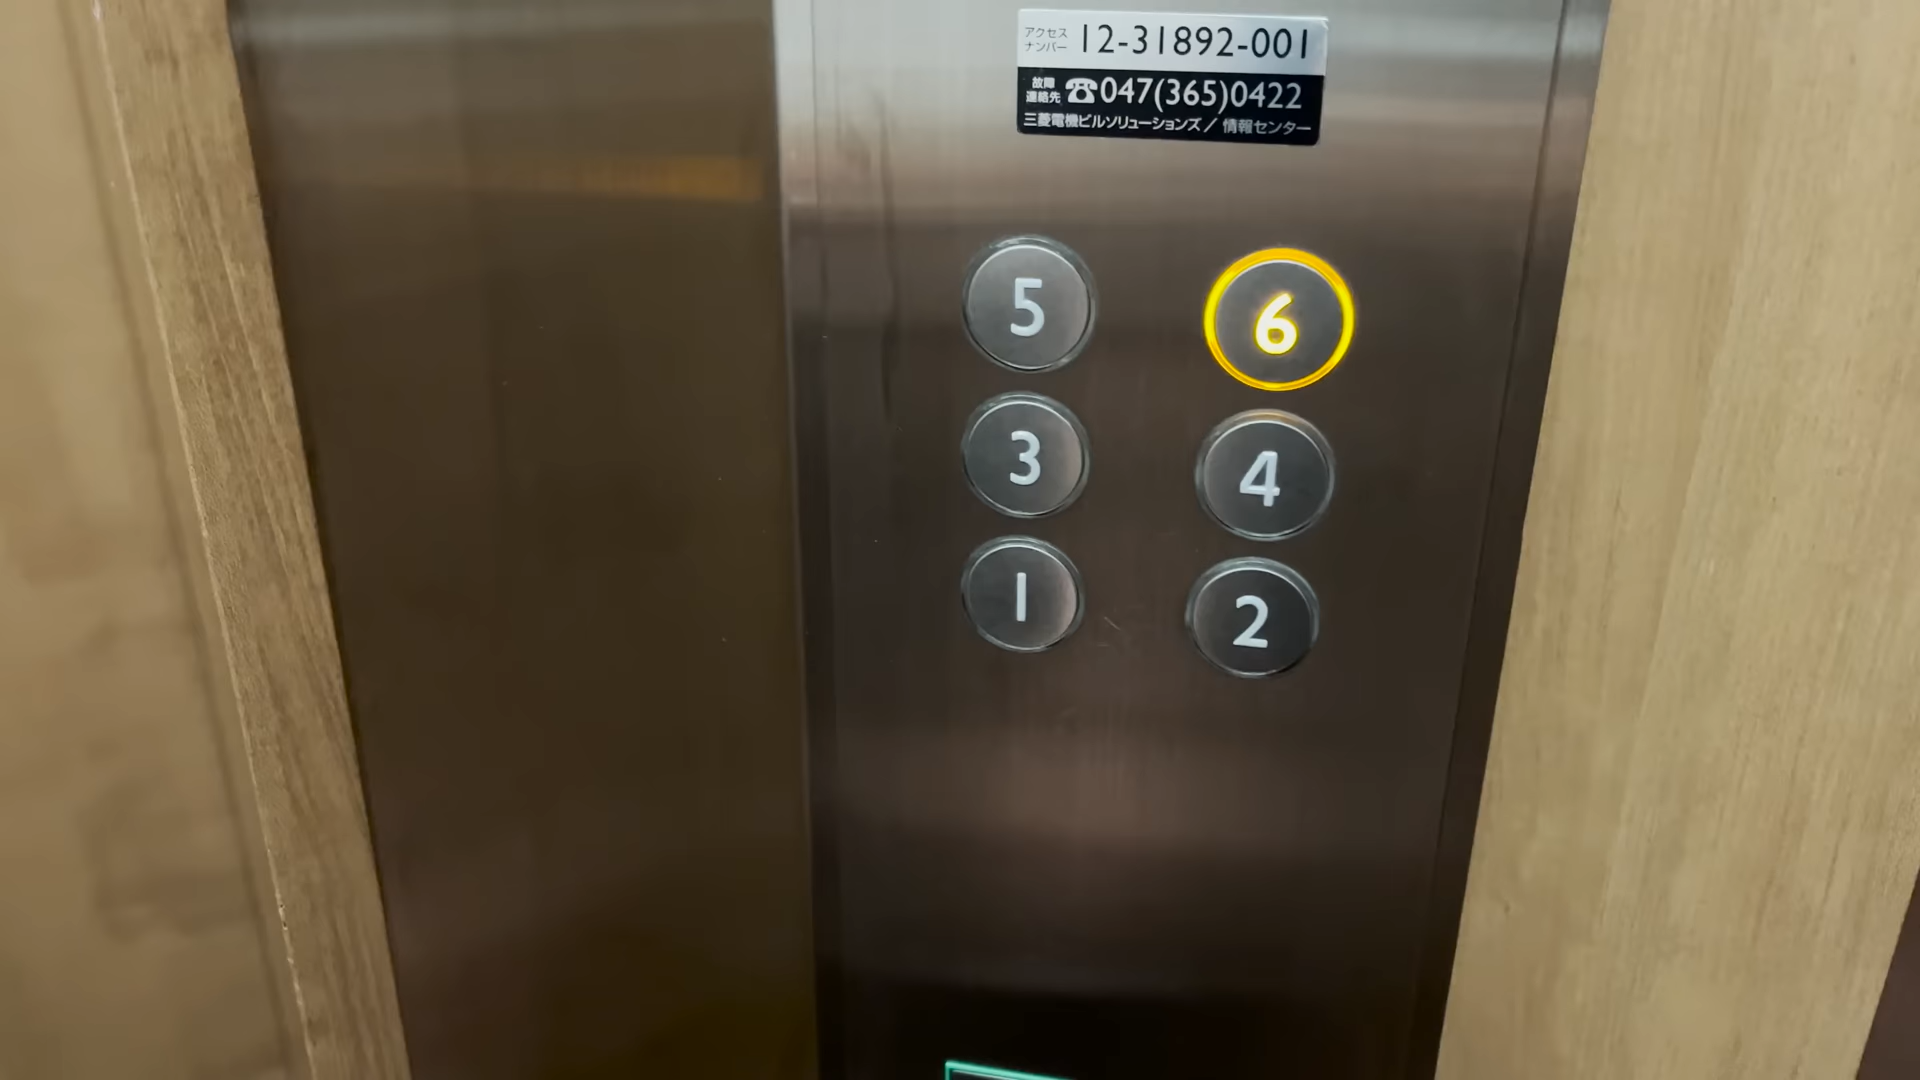 アクセス
ナンバー 12-31892-001
故障
連絡先 ☎047(365)0422
三菱電機ビルソリューションズ／情報センター
5 6
3 4
1 2